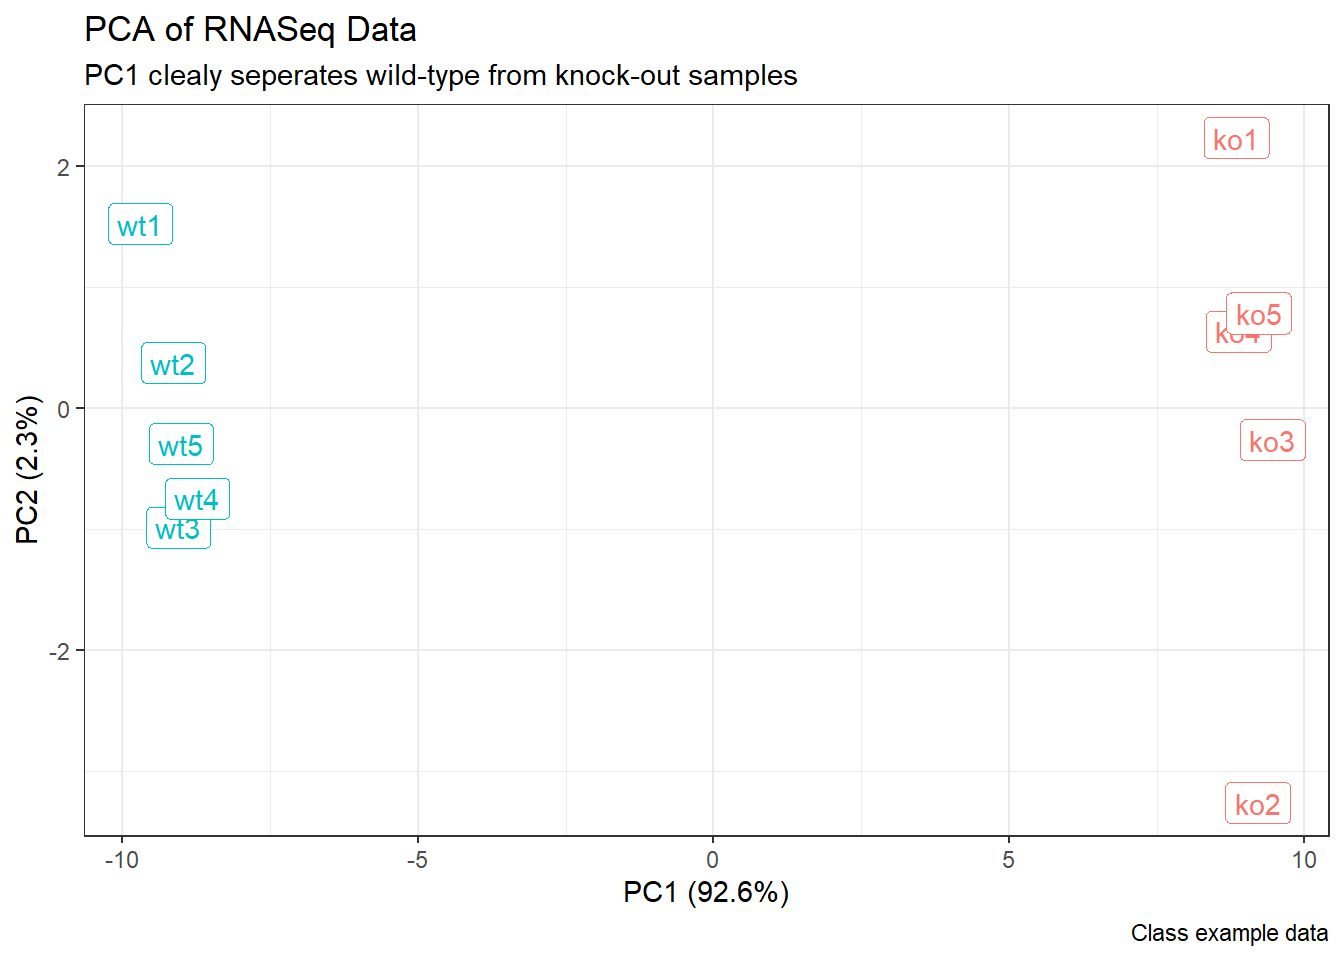 PCA of RNASeq Data
PC1 clealy seperates wild-type from knock-out samples
ko1
2
wt1
ko5
ko4
wt2
0
ko3
wt5
wt4
wt3
PC2 (2.3%)
-2
ko2
-10
-5
0
5
10
PC1 (92.6%)
Class example data